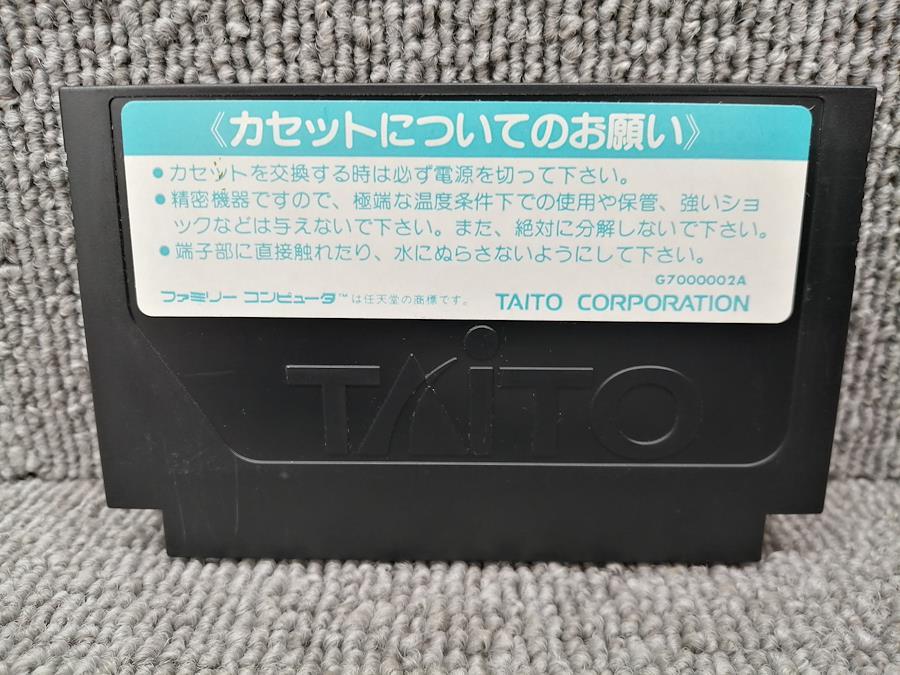 《カセットについてのお願い》
●カセットを交換する時は必ず電源を切って下さい。
●精密機器ですので、極端な温度条件下での使用や保管、強いショ
ックなどは与えないで下さい。また、絶対に分解しないで下さい。
●端子部に直接触れたり、水にぬらさないようにして下さい。
G7000002A
ファミリー コンピュータ™は任天堂の商標です。 TAITO CORPORATION
TAITO